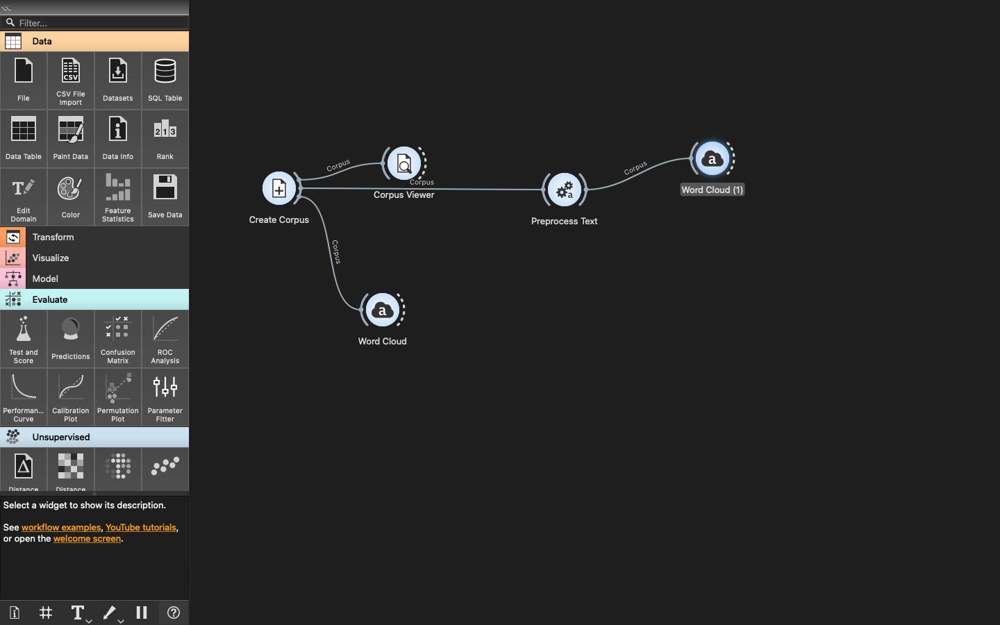 Filter...
Data
File
CSV File
Import
Datasets
SQL Table
Data Table
Paint Data
Data Info
Rank
Edit
Domain
Color
Feature
Statistics
Save Data
Transform
Visualize
Model
Evaluate
Test and
Score
Predictions
Confusion
Matrix
ROC
Analysis
Performan...
Curve
Calibration
Plot
Permutation
Plot
Parameter
Fitter
Unsupervised
Distance
Distance
Select a widget to show its description.
See workflow examples, YouTube tutorials,
or open the welcome screen.
Create Corpus
Corpus
Corpus
Corpus Viewer
Corpus
Word Cloud
Preprocess Text
Corpus
Word Cloud (1)